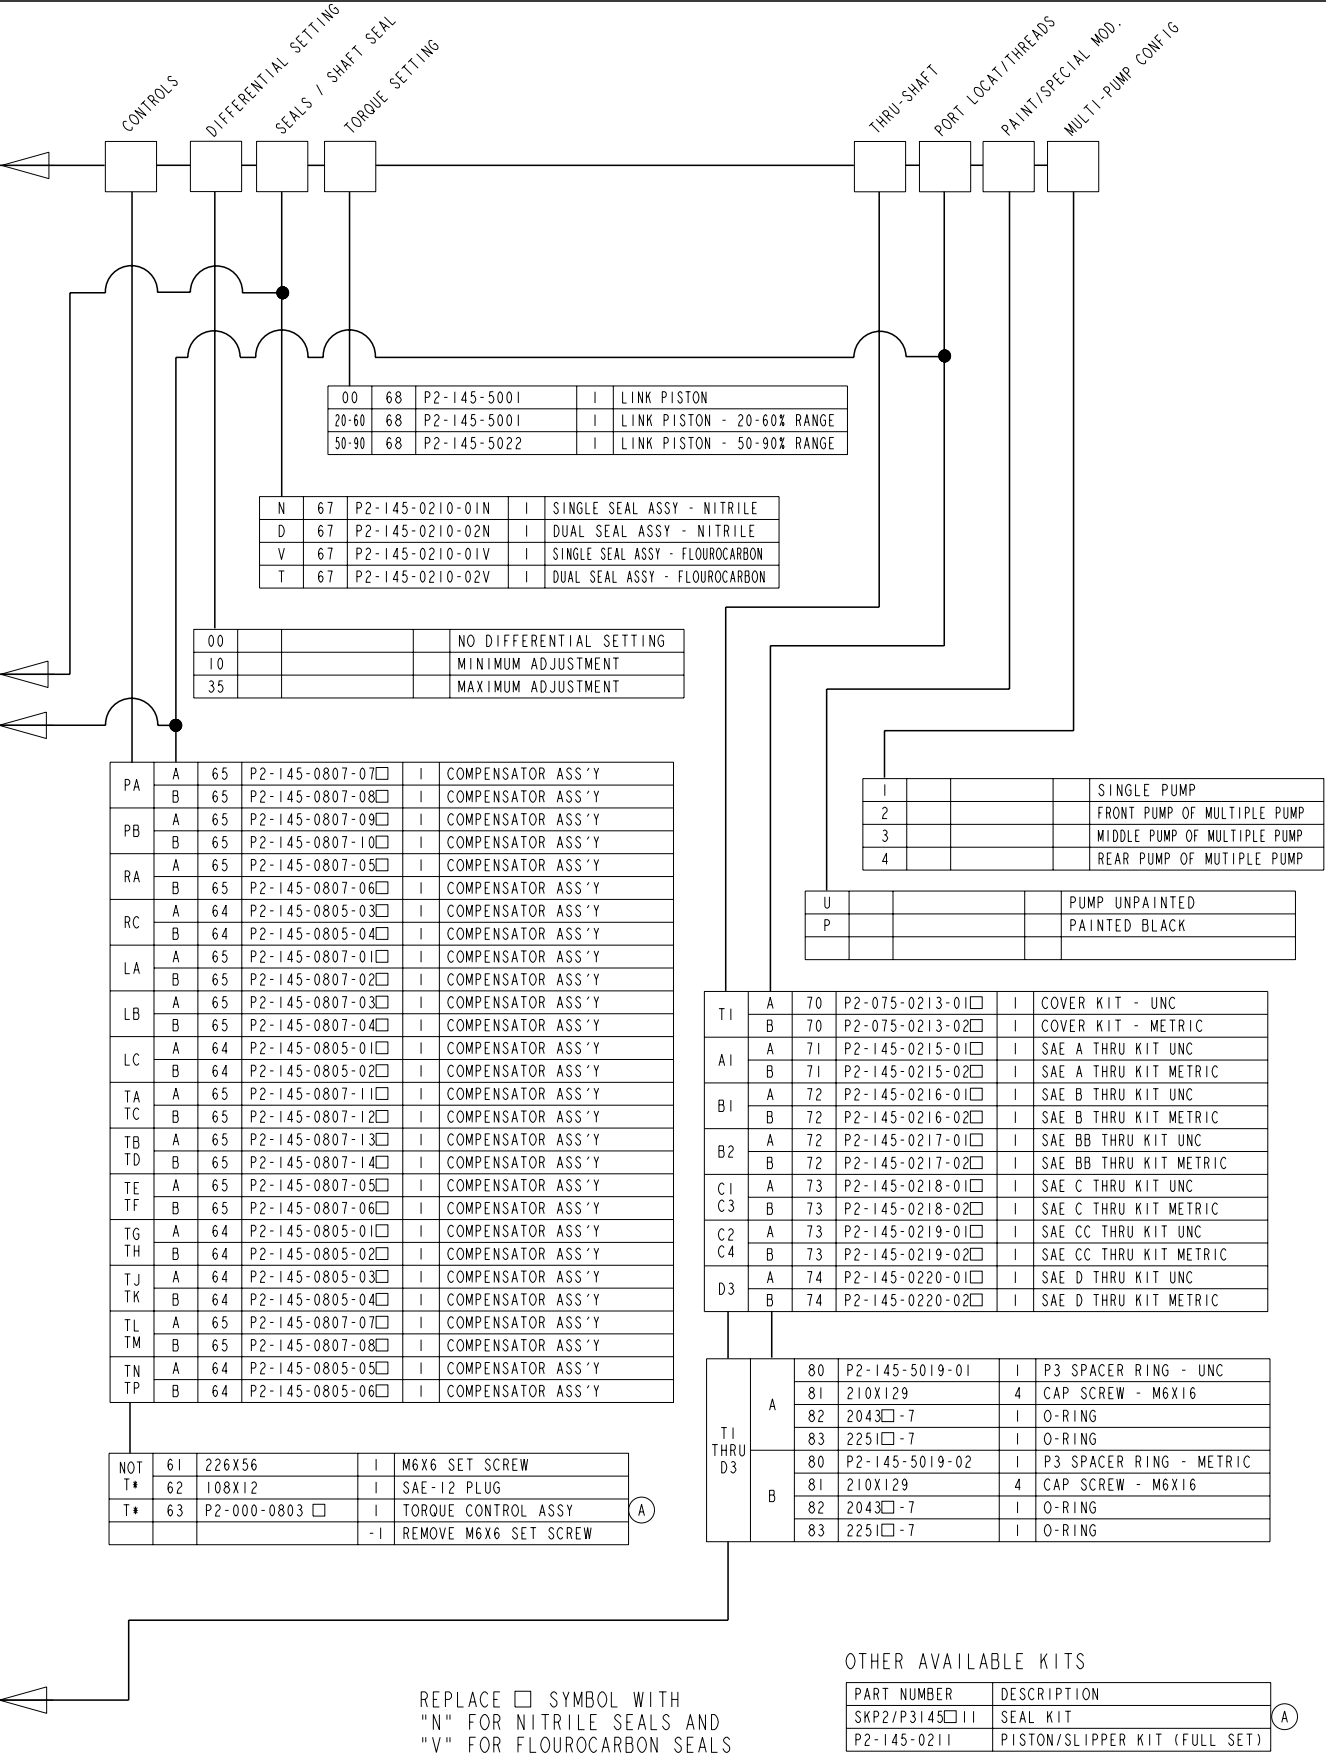 CONTROLS
DIFFERENTIAL SETTING
SEALS / SHAFT SEAL
TORQUE SETTING
THRU-SHAFT
PORT LOCAT/THREADS
PAINT/SPECIAL MOD.
MULTI-PUMP CONFIG
00 68 P2-145-5001 1 LINK PISTON
20-60 68 P2-145-5001 1 LINK PISTON - 20-60% RANGE
50-90 68 P2-145-5022 1 LINK PISTON - 50-90% RANGE
N 67 P2-145-0210-01N 1 SINGLE SEAL ASSY - NITRILE
D 67 P2-145-0210-02N 1 DUAL SEAL ASSY - NITRILE
V 67 P2-145-0210-01V 1 SINGLE SEAL ASSY - FLOUROCARBON
T 67 P2-145-0210-02V 1 DUAL SEAL ASSY - FLOUROCARBON
00 NO DIFFERENTIAL SETTING
10 MINIMUM ADJUSTMENT
35 MAXIMUM ADJUSTMENT
PA A 65 P2-145-0807-07□ 1 COMPENSATOR ASS'Y
B 65 P2-145-0807-08□ 1 COMPENSATOR ASS'Y
PB A 65 P2-145-0807-09□ 1 COMPENSATOR ASS'Y
B 65 P2-145-0807-10□ 1 COMPENSATOR ASS'Y
RA A 65 P2-145-0807-05□ 1 COMPENSATOR ASS'Y
B 65 P2-145-0807-06□ 1 COMPENSATOR ASS'Y
RC A 64 P2-145-0805-03□ 1 COMPENSATOR ASS'Y
B 64 P2-145-0805-04□ 1 COMPENSATOR ASS'Y
LA A 65 P2-145-0807-01□ 1 COMPENSATOR ASS'Y
B 65 P2-145-0807-02□ 1 COMPENSATOR ASS'Y
LB A 65 P2-145-0807-03□ 1 COMPENSATOR ASS'Y
B 65 P2-145-0807-04□ 1 COMPENSATOR ASS'Y
LC A 64 P2-145-0805-01□ 1 COMPENSATOR ASS'Y
B 64 P2-145-0805-02□ 1 COMPENSATOR ASS'Y
TA A 65 P2-145-0807-11□ 1 COMPENSATOR ASS'Y
TC B 65 P2-145-0807-12□ 1 COMPENSATOR ASS'Y
TB A 65 P2-145-0807-13□ 1 COMPENSATOR ASS'Y
TD B 65 P2-145-0807-14□ 1 COMPENSATOR ASS'Y
TE A 65 P2-145-0807-05□ 1 COMPENSATOR ASS'Y
TF B 65 P2-145-0807-06□ 1 COMPENSATOR ASS'Y
TG A 64 P2-145-0805-01□ 1 COMPENSATOR ASS'Y
TH B 64 P2-145-0805-02□ 1 COMPENSATOR ASS'Y
TJ A 64 P2-145-0805-03□ 1 COMPENSATOR ASS'Y
TK B 64 P2-145-0805-04□ 1 COMPENSATOR ASS'Y
TL A 65 P2-145-0807-07□ 1 COMPENSATOR ASS'Y
TM B 65 P2-145-0807-08□ 1 COMPENSATOR ASS'Y
TN A 64 P2-145-0805-05□ 1 COMPENSATOR ASS'Y
TP B 64 P2-145-0805-06□ 1 COMPENSATOR ASS'Y
NOT 61 226X56 1 M6X6 SET SCREW
T* 62 108X12 1 SAE-12 PLUG
T* 63 P2-000-0803 □ 1 TORQUE CONTROL ASSY A
-1 REMOVE M6X6 SET SCREW
1 SINGLE PUMP
2 FRONT PUMP OF MULTIPLE PUMP
3 MIDDLE PUMP OF MULTIPLE PUMP
4 REAR PUMP OF MUTIPLE PUMP
U PUMP UNPAINTED
P PAINTED BLACK
T1 A 70 P2-075-0213-01□ 1 COVER KIT - UNC
B 70 P2-075-0213-02□ 1 COVER KIT - METRIC
A1 A 71 P2-145-0215-01□ 1 SAE A THRU KIT UNC
B 71 P2-145-0215-02□ 1 SAE A THRU KIT METRIC
B1 A 72 P2-145-0216-01□ 1 SAE B THRU KIT UNC
B 72 P2-145-0216-02□ 1 SAE B THRU KIT METRIC
B2 A 72 P2-145-0217-01□ 1 SAE BB THRU KIT UNC
B 72 P2-145-0217-02□ 1 SAE BB THRU KIT METRIC
C1 A 73 P2-145-0218-01□ 1 SAE C THRU KIT UNC
C3 B 73 P2-145-0218-02□ 1 SAE C THRU KIT METRIC
C2 A 73 P2-145-0219-01□ 1 SAE CC THRU KIT UNC
C4 B 73 P2-145-0219-02□ 1 SAE CC THRU KIT METRIC
D3 A 74 P2-145-0220-01□ 1 SAE D THRU KIT UNC
B 74 P2-145-0220-02□ 1 SAE D THRU KIT METRIC
T1 THRU D3
A 80 P2-145-5019-01 1 P3 SPACER RING - UNC
81 210X129 4 CAP SCREW - M6X16
82 2043□-7 1 O-RING
83 2251□-7 1 O-RING
B 80 P2-145-5019-02 1 P3 SPACER RING - METRIC
81 210X129 4 CAP SCREW - M6X16
82 2043□-7 1 O-RING
83 2251□-7 1 O-RING
REPLACE □ SYMBOL WITH
"N" FOR NITRILE SEALS AND
"V" FOR FLOUROCARBON SEALS
OTHER AVAILABLE KITS
PART NUMBER DESCRIPTION
SKP2/P3145□11 SEAL KIT A
P2-145-0211 PISTON/SLIPPER KIT (FULL SET)